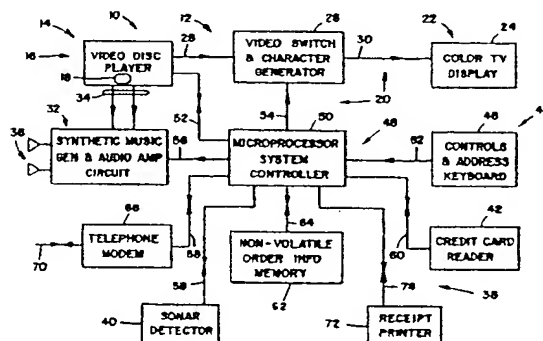 10
12
14
16
VIDEO DISC
PLAYER
18
28
26
VIDEO SWITCH
& CHARACTER
GENERATOR
30
22
24
COLOR TV
DISPLAY
20
34
32
36
SYNTHETIC MUSIC
GEN & AUDIO AMP
CIRCUIT
52
54
56
50
MICROPROCESSOR
SYSTEM
CONTROLLER
48
62
46
4
CONTROLS
& ADDRESS
KEYBOARD
66
TELEPHONE
MODEM
70
68
64
NON-VOLATILE
ORDER INFO
MEMORY
62
60
42
CREDIT CARD
READER
38
58
40
SONAR
DETECTOR
72
78
RECEIPT
PRINTER